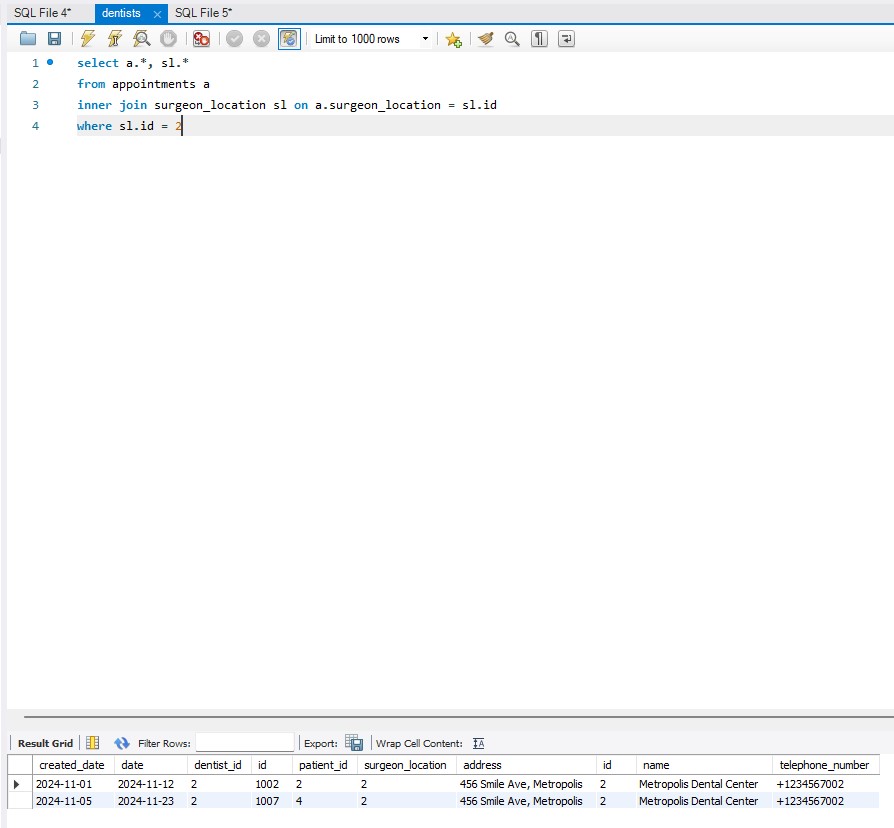 SQL File 4* dentists SQL File 5*
Limit to 1000 rows
1 select a.*, sl.*
2 from appointments a
3 inner join surgeon_location sl on a.surgeon_location = sl.id
4 where sl.id = 2
Result Grid Filter Rows: Export: Wrap Cell Content:
created_date date dentist_id id patient_id surgeon_location address id name telephone_number
2024-11-01 2024-11-12 2 1002 2 2 456 Smile Ave, Metropolis 2 Metropolis Dental Center +1234567002
2024-11-05 2024-11-23 2 1007 4 2 456 Smile Ave, Metropolis 2 Metropolis Dental Center +1234567002